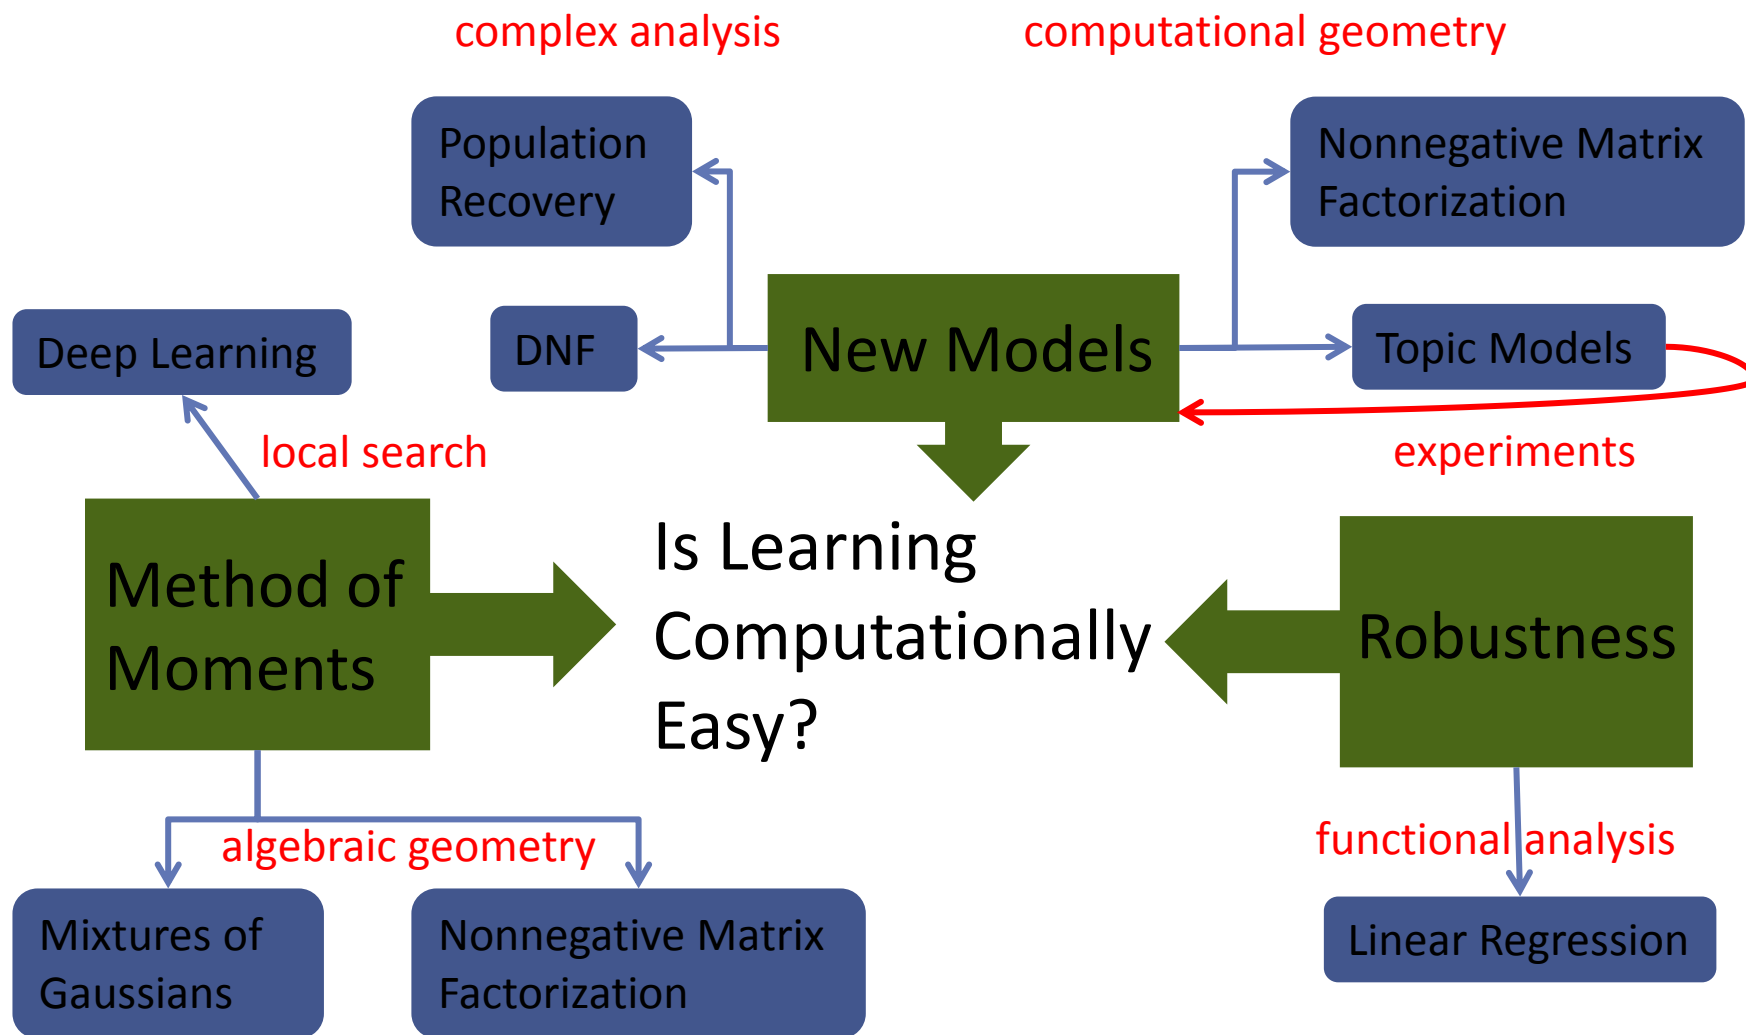 complex analysis
computational geometry
Population
Recovery
Nonnegative Matrix
Factorization
Deep Learning
DNF
New Models
Topic Models
local search
experiments
Method of
Moments
Is Learning
Computationally
Easy?
Robustness
algebraic geometry
functional analysis
Mixtures of
Gaussians
Nonnegative Matrix
Factorization
Linear Regression